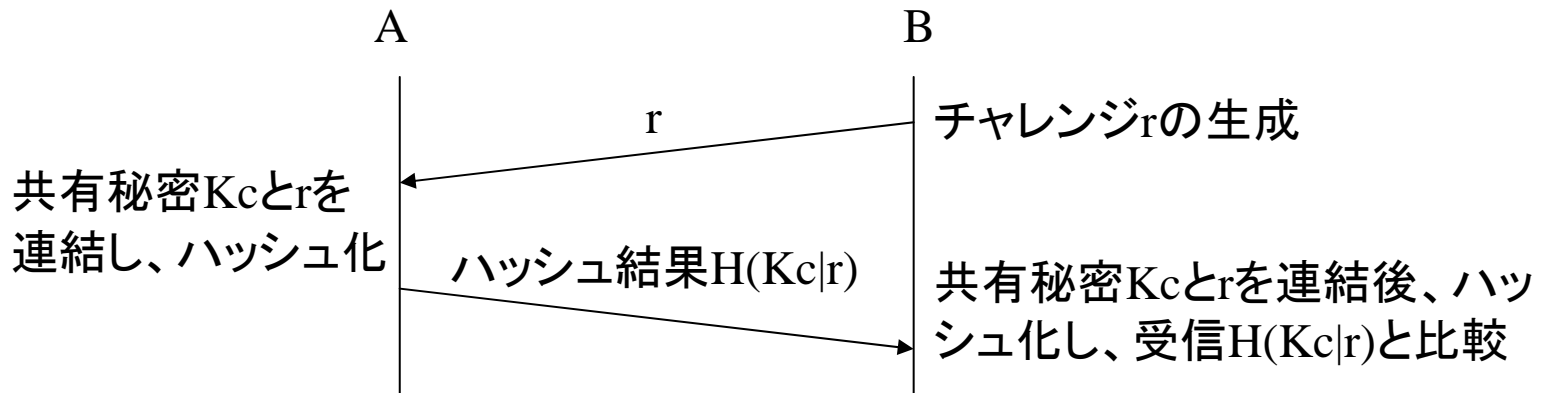 A
B
r
チャレンジrの生成
共有秘密Kcとrを
連結し、ハッシュ化
ハッシュ結果H(Kc|r)
共有秘密Kcとrを連結後、ハッ
シュ化し、受信H(Kc|r)と比較